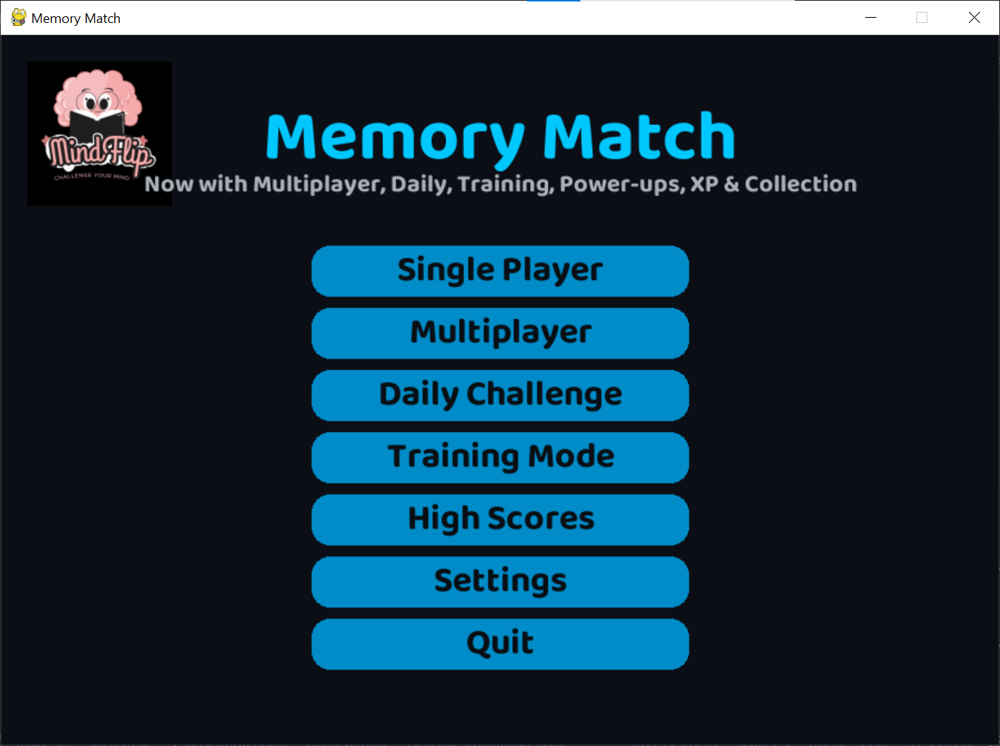 Memory Match
MindFlip
CHALLENGE YOUR MIND
Memory Match
Now with Multiplayer, Daily, Training, Power-ups, XP & Collection
Single Player
Multiplayer
Daily Challenge
Training Mode
High Scores
Settings
Quit